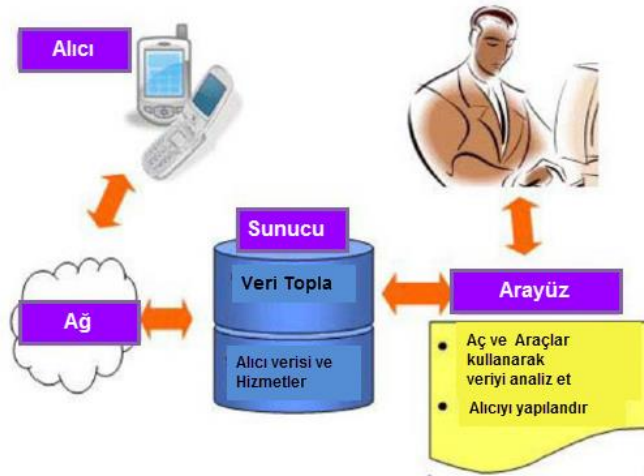 Alıcı
Sunucu
Veri Topla
Ağ
Arayüz
Alıcı verisi ve
Hizmetler
Aç ve Araçlar
kullanarak
veriyi analiz et
Alıcıyı yapılandır